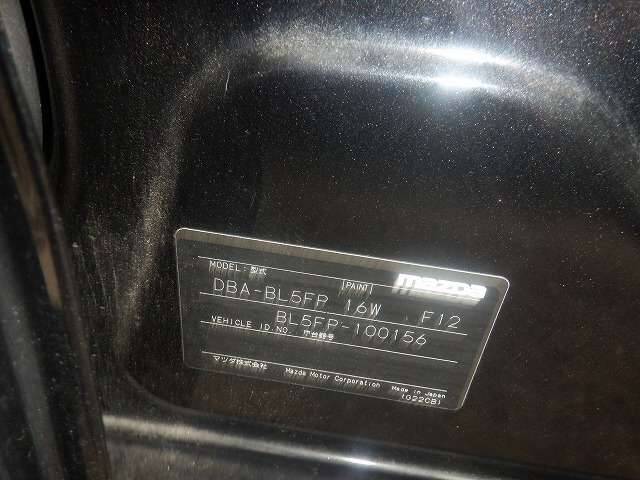 MODEL:型式 PAINT mazda
DBA-BL5FP 16W F12
BL5FP-100156
VEHICLE ID NO. 車台番号
マツダ株式会社 Mazda Motor Corporation Made in Japan
(G22CB)